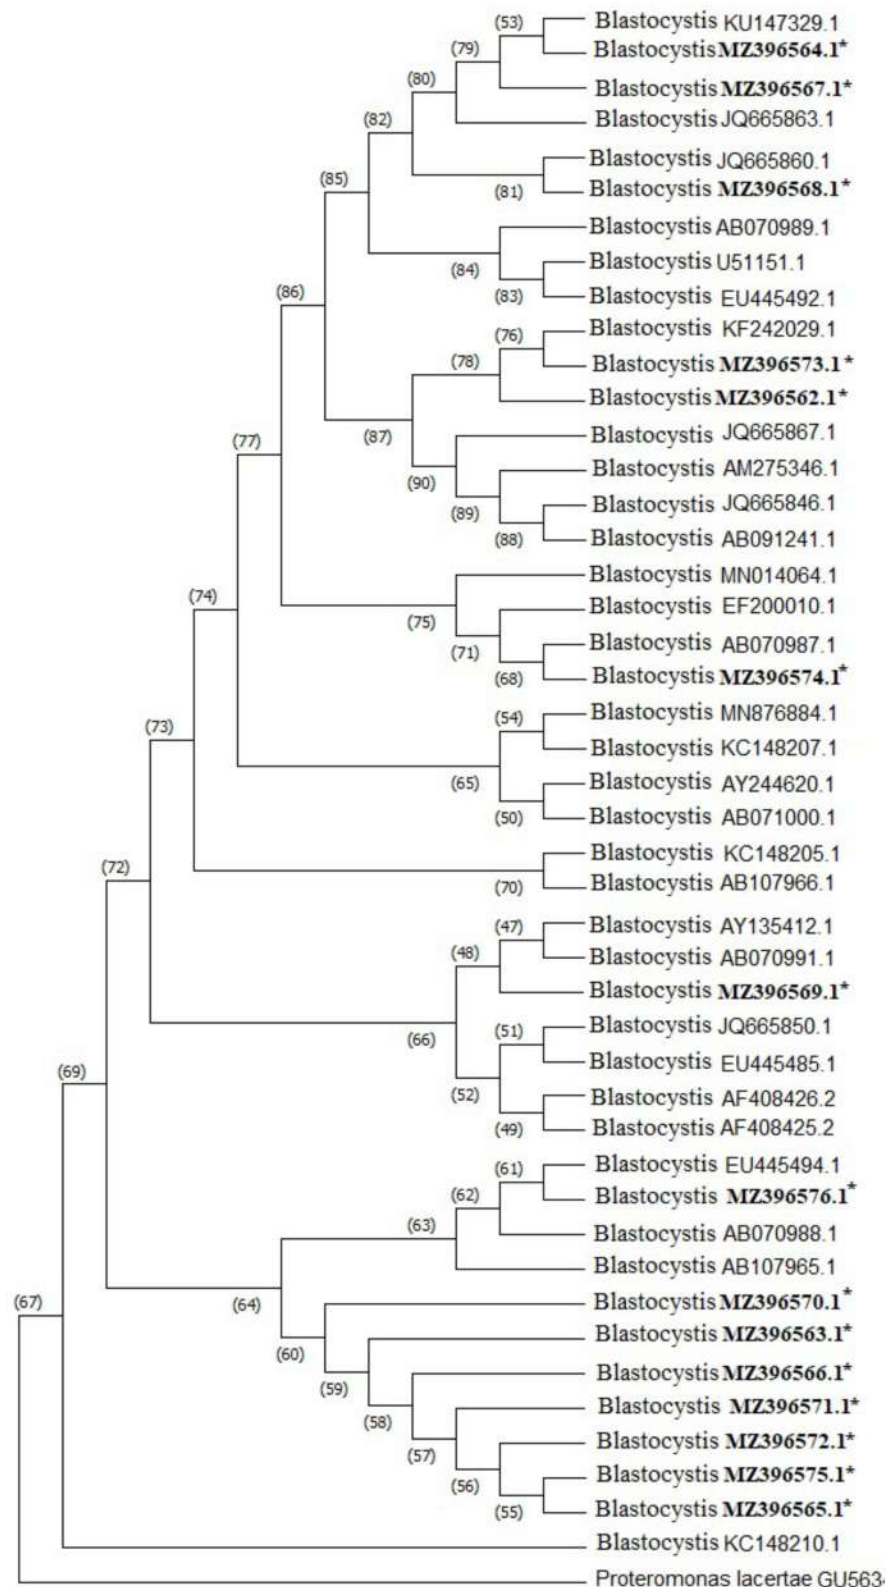 (53)
Blastocystis KU147329.1
(79)
Blastocystis MZ396564.1*
(80)
Blastocystis MZ396567.1*
(82)
Blastocystis JQ665863.1
Blastocystis JQ665860.1
(85)
(81)
Blastocystis MZ396568.1*
Blastocystis AB070989.1
(84)
Blastocystis U51151.1
(86)
(83)
Blastocystis EU445492.1
(76)
Blastocystis KF242029.1
(78)
Blastocystis MZ396573.1*
Blastocystis MZ396562.1*
(77)
(87)
Blastocystis JQ665867.1
Blastocystis AM275346.1
(90)
Blastocystis JQ665846.1
(89)
(88)
Blastocystis AB091241.1
Blastocystis MN014064.1
(74)
Blastocystis EF200010.1
(75)
Blastocystis AB070987.1
(71)
(68)
Blastocystis MZ396574.1*
(54)
Blastocystis MN876884.1
(73)
Blastocystis KC148207.1
(65)
Blastocystis AY244620.1
(50)
Blastocystis AB071000.1
(72)
Blastocystis KC148205.1
(70)
Blastocystis AB107966.1
(47)
Blastocystis AY135412.1
(48)
Blastocystis AB070991.1
Blastocystis MZ396569.1*
(66)
(51)
Blastocystis JQ665850.1
(69)
Blastocystis EU445485.1
(52)
Blastocystis AF408426.2
(49)
Blastocystis AF408425.2
(61)
Blastocystis EU445494.1
(62)
Blastocystis MZ396576.1*
(63)
Blastocystis AB070988.1
Blastocystis AB107965.1
(67)
(64)
Blastocystis MZ396570.1*
(60)
Blastocystis MZ396563.1*
(59)
Blastocystis MZ396566.1*
(58)
Blastocystis MZ396571.1*
(57)
Blastocystis MZ396572.1*
(56)
Blastocystis MZ396575.1*
(55)
Blastocystis MZ396565.1*
Blastocystis KC148210.1
Proteromonas lacertae